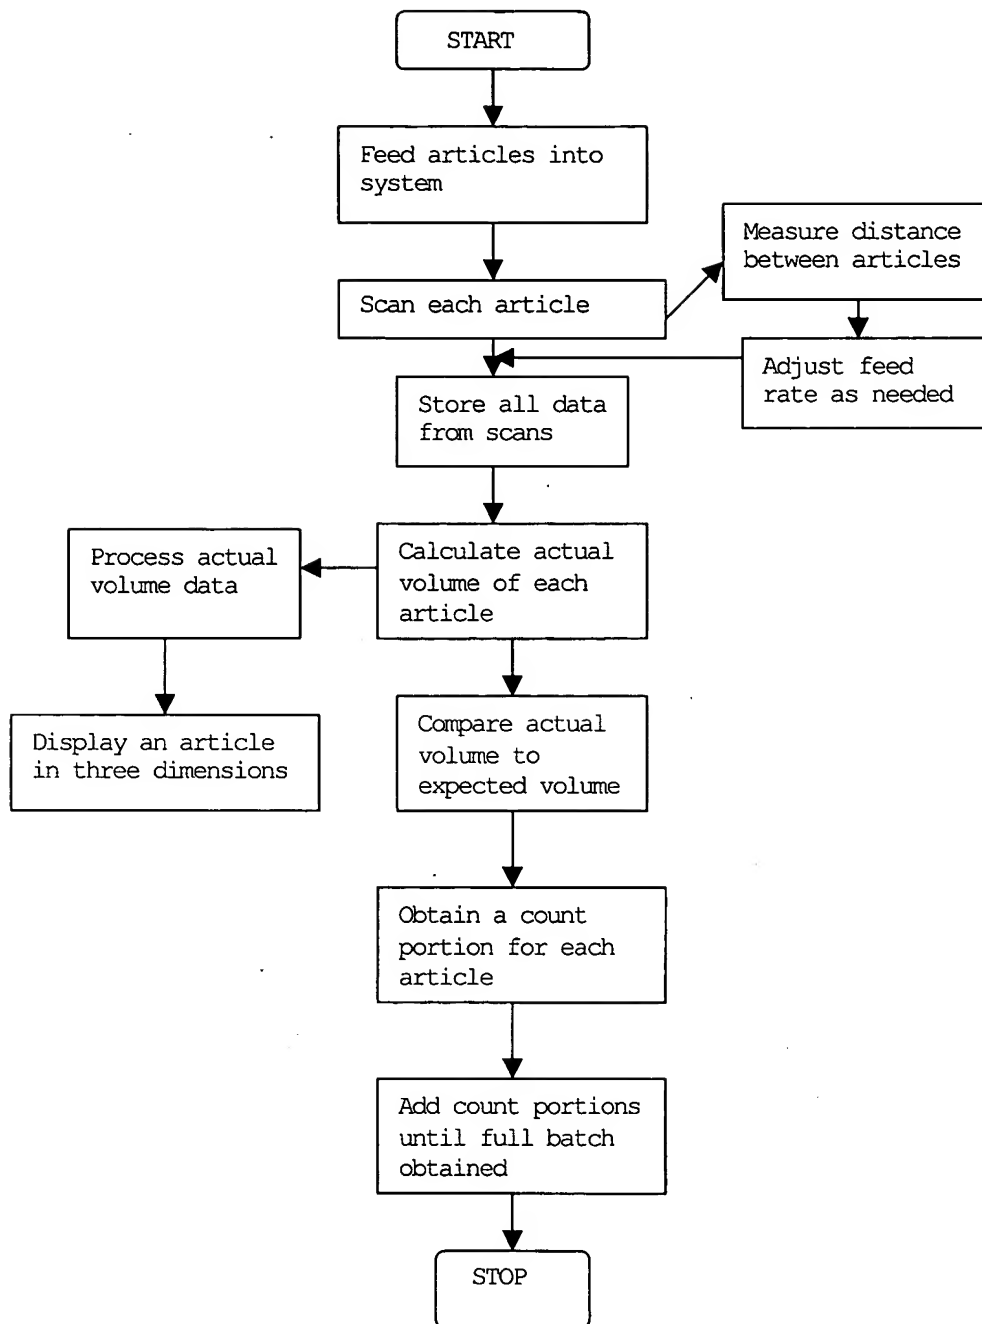 START
Feed articles into
system
Measure distance
between articles
Scan each article
Adjust feed
rate as needed
Store all data
from scans
Process actual
volume data
Calculate actual
volume of each
article
Display an article
in three dimensions
Compare actual
volume to
expected volume
Obtain a count
portion for each
article
Add count portions
until full batch
obtained
STOP